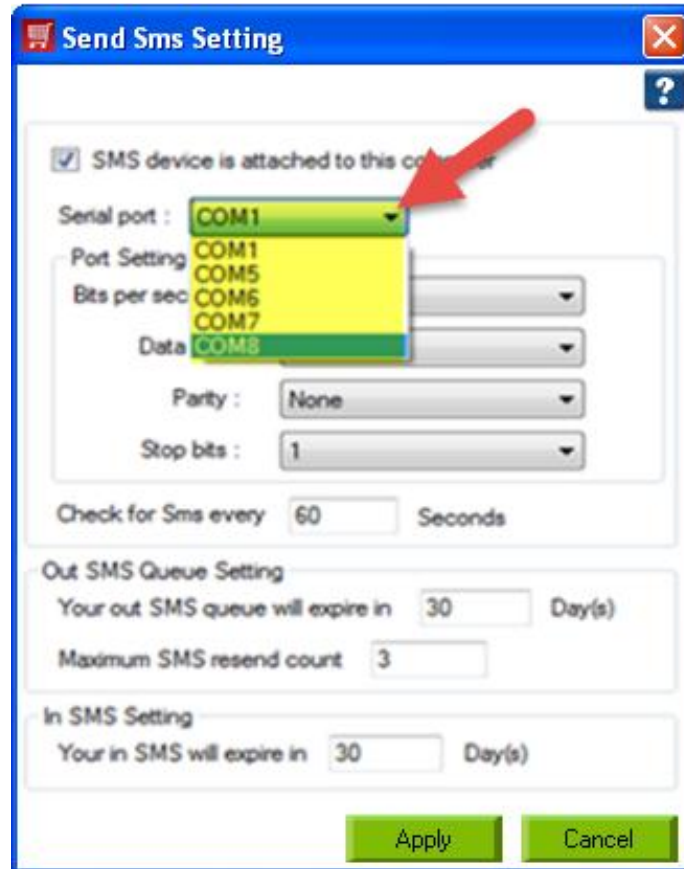 Send Sms Setting
?
SMS device is attached to this
Serial port : COM1
COM1
COM5
COM6
COM7
COM8
Port Setting
Bits per sec
Data
Parity : None
Stop bits : 1
Check for Sms every 60 Seconds
Out SMS Queue Setting
Your out SMS queue will expire in 30 Day(s)
Maximum SMS resend count 3
In SMS Setting
Your in SMS will expire in 30 Day(s)
Apply Cancel